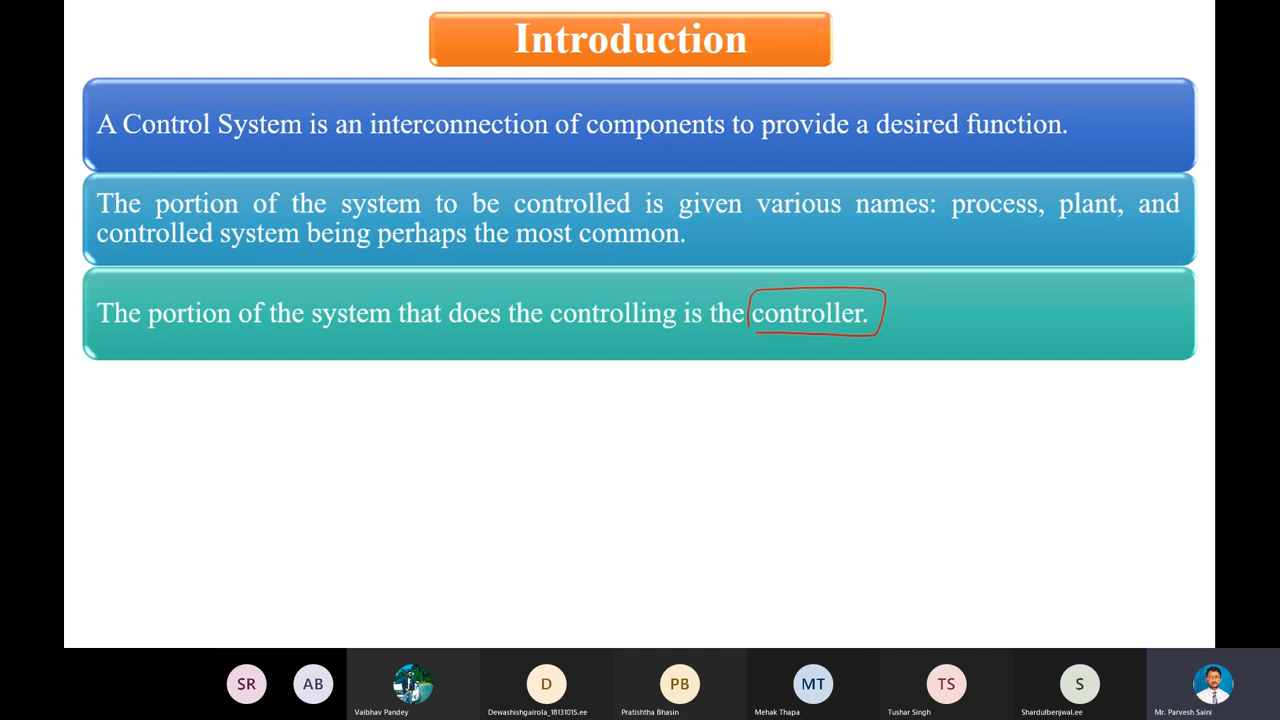 Introduction
A Control System is an interconnection of components to provide a desired function.
The portion of the system to be controlled is given various names: process, plant, and
controlled system being perhaps the most common.
The portion of the system that does the controlling is the controller.
SR
AB
D
PB
MT
TS
S
Vaibhav Pandey
Dewashishgairola_18131015.ee
Pratishtha Bhasin
Mehak Thapa
Tushar Singh
Shardulbenjwal.ee
Mr. Parvesh Saini